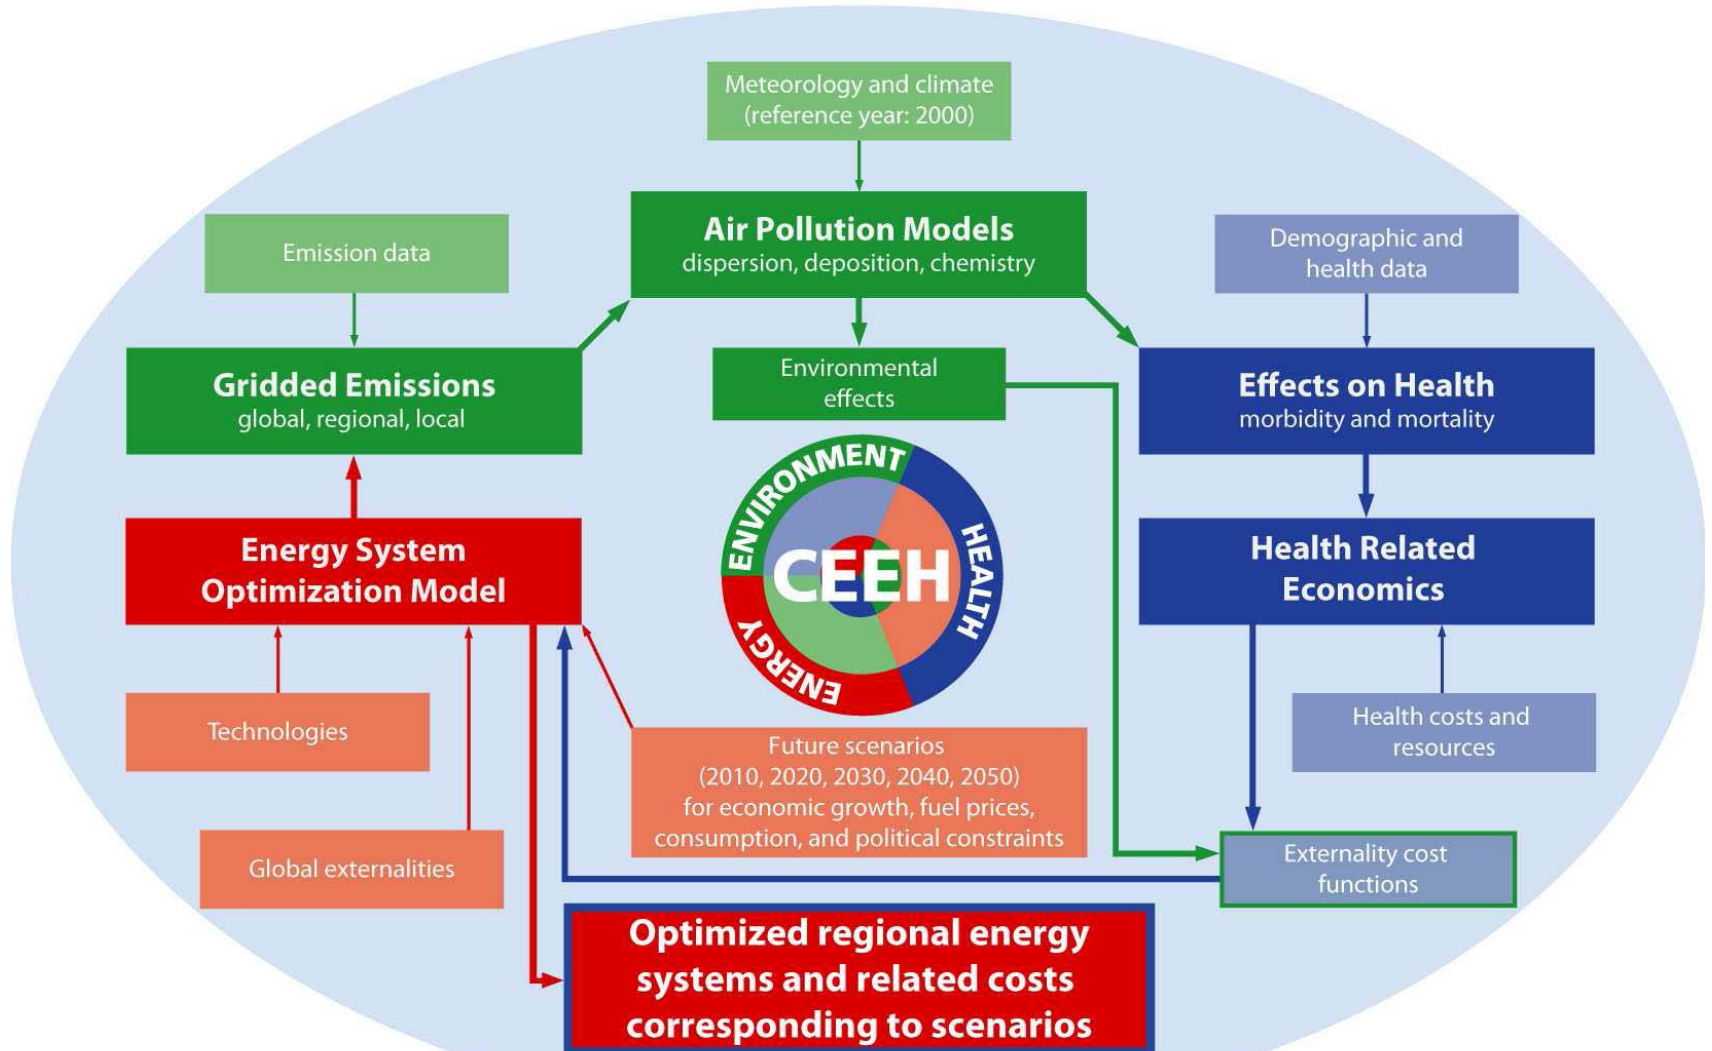 Meteorology and climate
(reference year: 2000)
Air Pollution Models
dispersion, deposition, chemistry
Emission data
Demographic and
health data
Gridded Emissions
global, regional, local
Environmental
effects
Effects on Health
morbidity and mortality
ENVIRONMENT
HEALTH
ENERGY
CEEH
Energy System
Optimization Model
Health Related
Economics
Technologies
Future scenarios
(2010, 2020, 2030, 2040, 2050)
for economic growth, fuel prices,
consumption, and political constraints
Health costs and
resources
Global externalities
Externality cost
functions
Optimized regional energy
systems and related costs
corresponding to scenarios